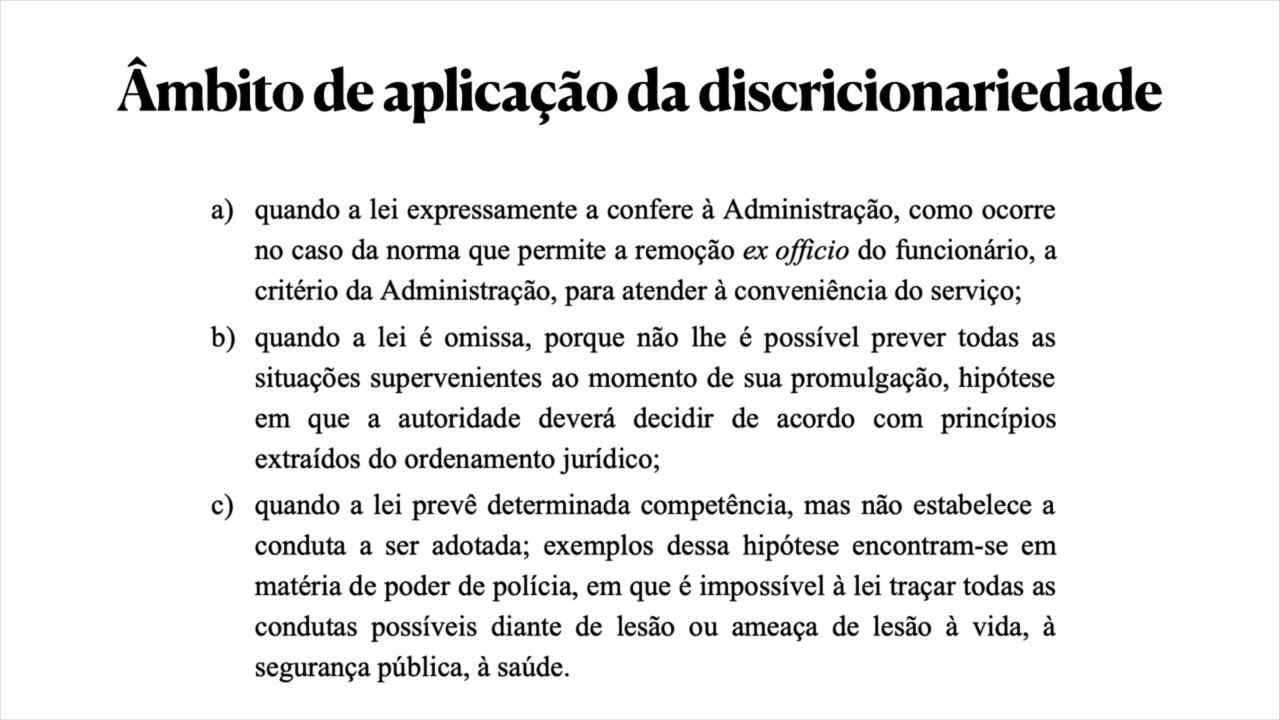 Âmbito de aplicação da discricionariedade
a) quando a lei expressamente a confere à Administração, como ocorre
no caso da norma que permite a remoção ex officio do funcionário, a
critério da Administração, para atender à conveniência do serviço;
b) quando a lei é omissa, porque não lhe é possível prever todas as
situações supervenientes ao momento de sua promulgação, hipótese
em que a autoridade deverá decidir de acordo com princípios
extraídos do ordenamento jurídico;
c) quando a lei prevê determinada competência, mas não estabelece a
conduta a ser adotada; exemplos dessa hipótese encontram-se em
matéria de poder de polícia, em que é impossível à lei traçar todas as
condutas possíveis diante de lesão ou ameaça de lesão à vida, à
segurança pública, à saúde.